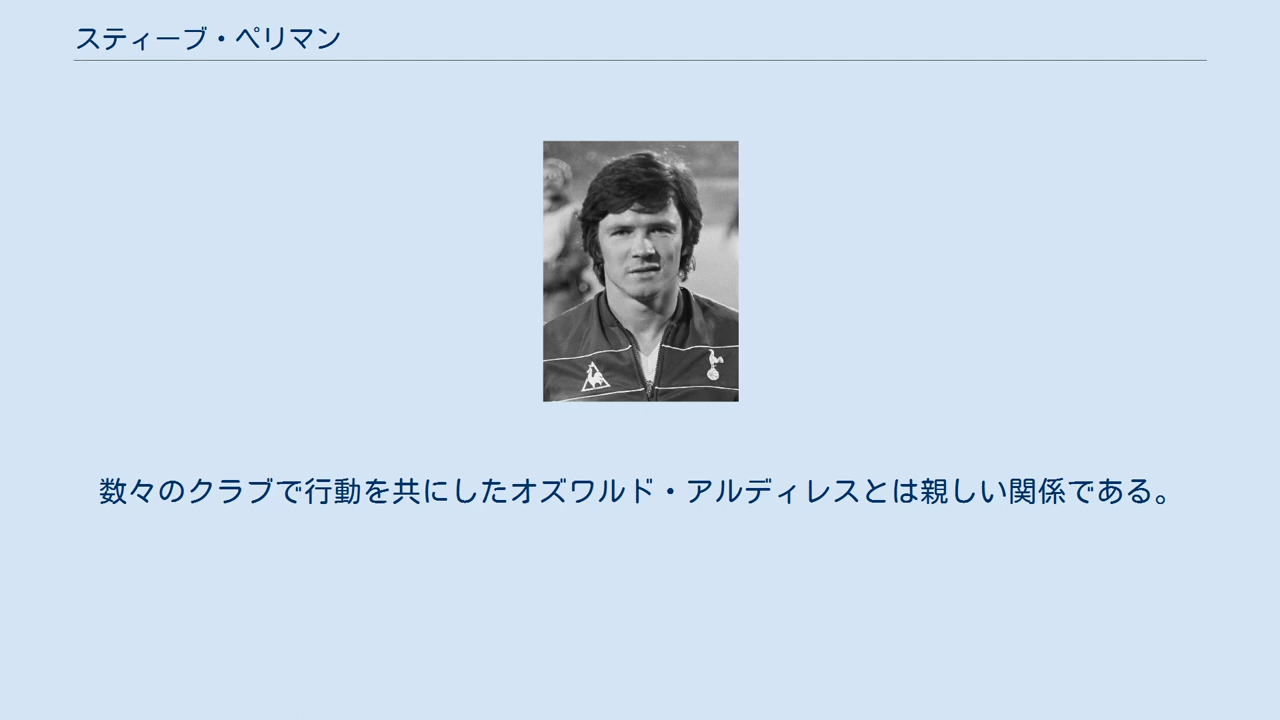 スティーブ・ペリマン
数々のクラブで行動を共にしたオズワルド・アルディレスとは親しい関係である。